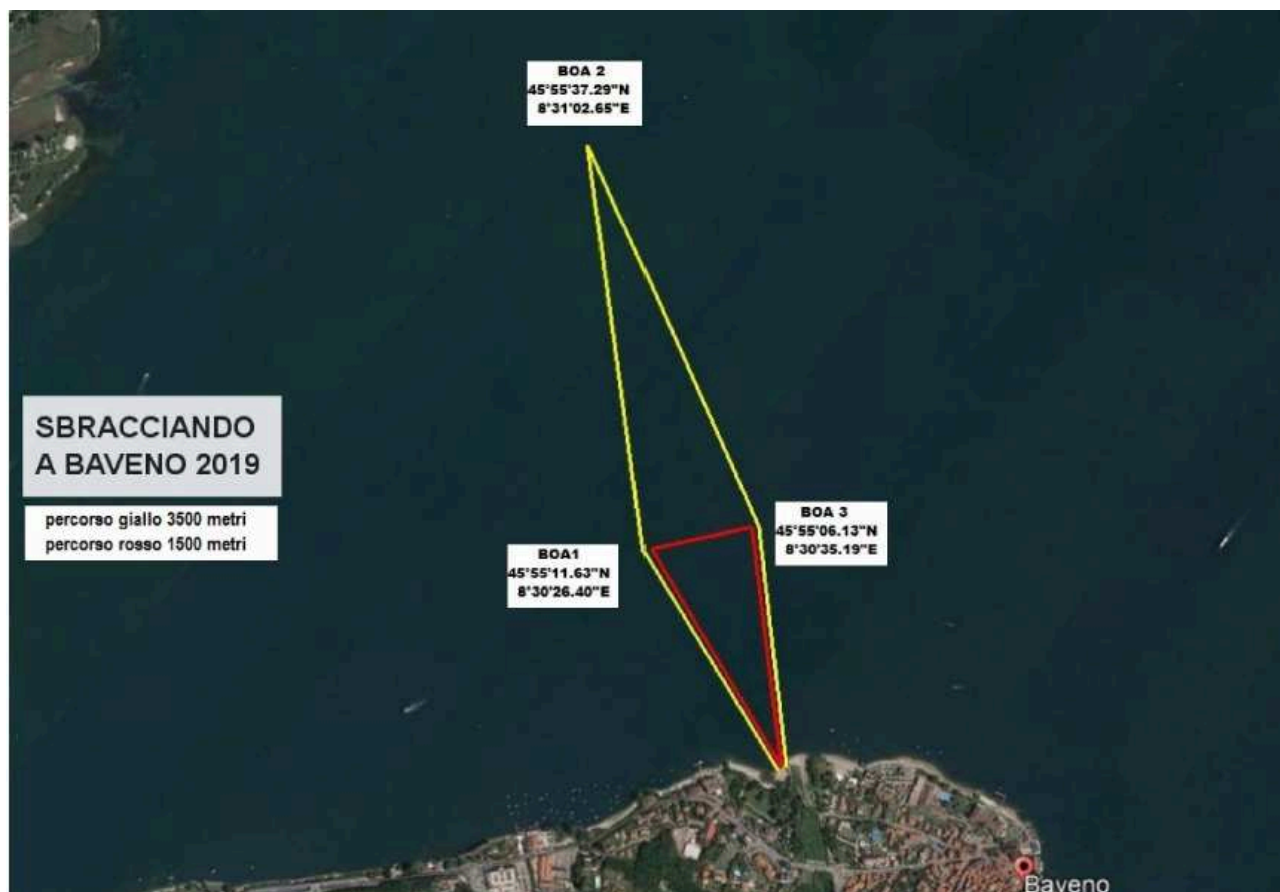 BOA 2
45°55'37.29"N
8°31'02.65"E
SBRACCIANDO
A BAVENO 2019
percorso giallo 3500 metri
percorso rosso 1500 metri
BOA 3
45°55'06.13"N
8°30'35.19"E
BOA1
45°55'11.63"N
8°30'26.40"E
Baveno